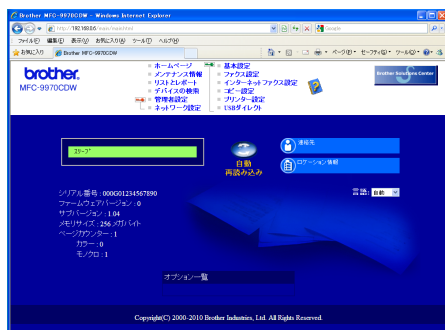 Brother MFC-9970CDW - Windows Internet Explorer
http://192.168.0.6/main/main.html
Google
ファイル(F) 編集(E) 表示(V) お気に入り(A) ツール(T) ヘルプ(H)
お気に入り Brother MFC-9970CDW
ページ(P) セーフティ(S) ツール(O)
brother.
MFC-9970CDW
ホームページ
メンテナンス情報
リストとレポート
デバイスの検索
管理者設定
ネットワーク設定
基本設定
ファクス設定
インターネットファクス設定
コピー設定
プリンター設定
USBダイレクト
Brother Solutions Center
スリープ
自動
再読み込み
連絡先
ロケーション情報
シリアル番号 : 000G01234567890
ファームウェアバージョン : 0
サブバージョン : 1.04
メモリサイズ : 256 メガバイト
ページカウンター : 1
カラー : 0
モノクロ : 1
言語: 自動
オプション一覧
Copyright(C) 2000-2010 Brother Industries, Ltd. All Rights Reserved.